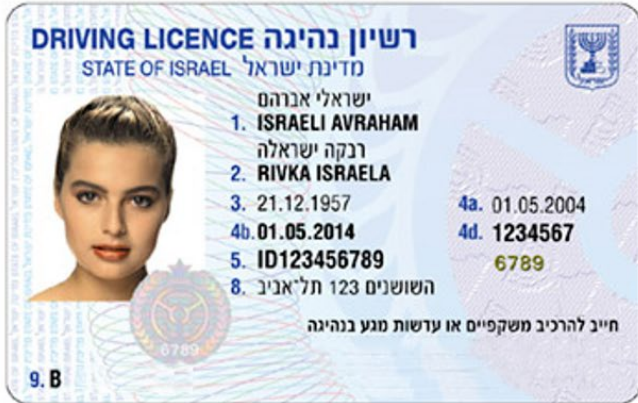 DRIVING LICENCE רשיון נהיגה
STATE OF ISRAEL מדינת ישראל
ישראלי אברהם
1. ISRAELI AVRAHAM
רבקה ישראלה
2. RIVKA ISRAELA
3. 21.12.1957 4a. 01.05.2004
4b. 01.05.2014 4d. 1234567
5. ID123456789 6789
8. השושנים 123 תל־אביב
חייב להרכיב משקפיים או עדשות מגע בנהיגה
6789
9. B